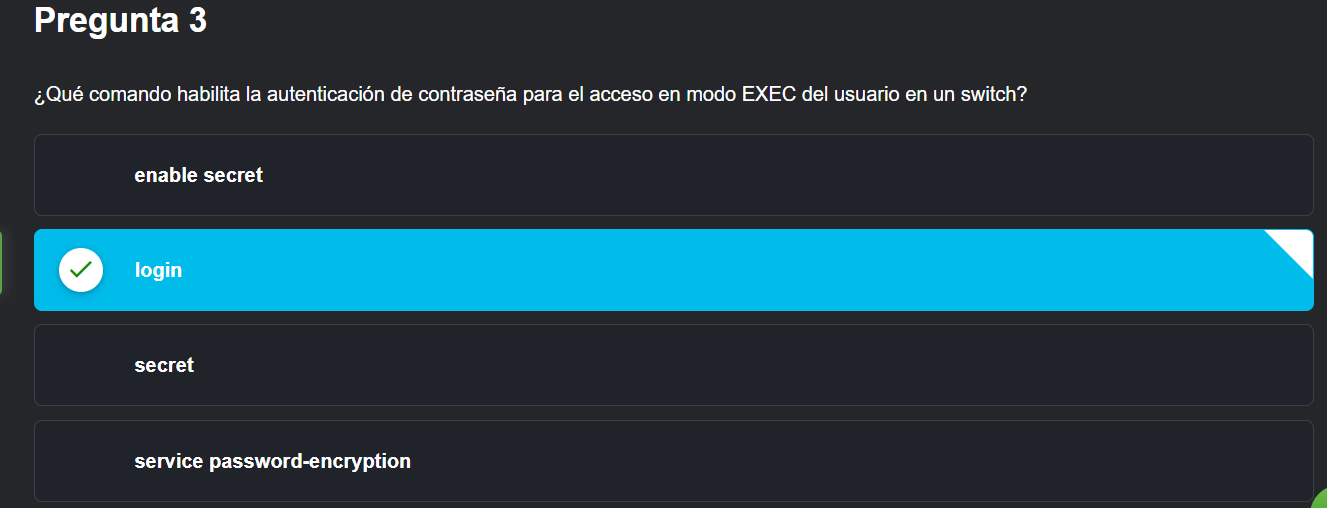 Pregunta 3
¿Qué comando habilita la autenticación de contraseña para el acceso en modo EXEC del usuario en un switch?
enable secret
login
secret
service password-encryption